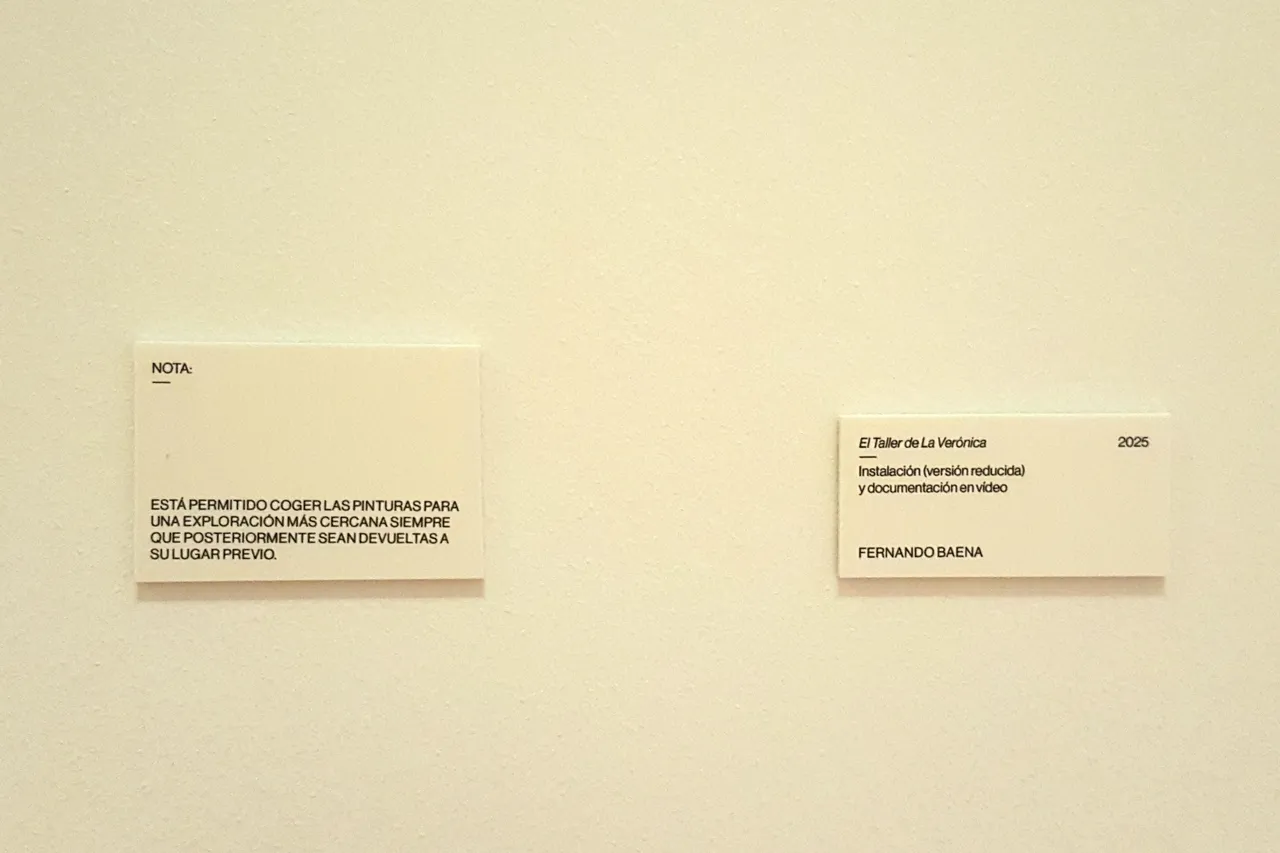 NOTA:
ESTÁ PERMITIDO COGER LAS PINTURAS PARA
UNA EXPLORACIÓN MÁS CERCANA SIEMPRE
QUE POSTERIORMENTE SEAN DEVUELTAS A
SU LUGAR PREVIO.
El Taller de La Verónica 2025
Instalación (versión reducida)
y documentación en vídeo
FERNANDO BAENA